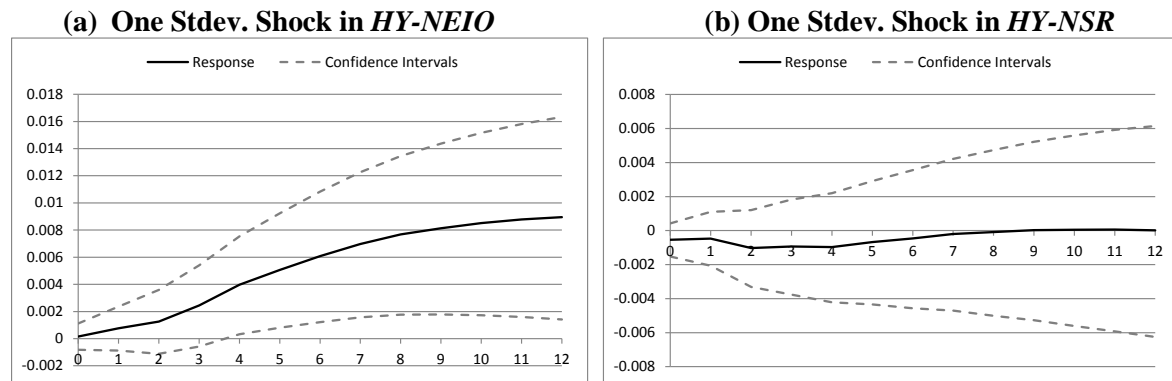 (a) One Stdev. Shock in HY-NEIO
Response
Confidence Intervals
0.018
0.016
0.014
0.012
0.01
0.008
0.006
0.004
0.002
0
-0.002
0 1 2 3 4 5 6 7 8 9 10 11 12
(b) One Stdev. Shock in HY-NSR
Response
Confidence Intervals
0.008
0.006
0.004
0.002
0
-0.002
-0.004
-0.006
-0.008
0 1 2 3 4 5 6 7 8 9 10 11 12